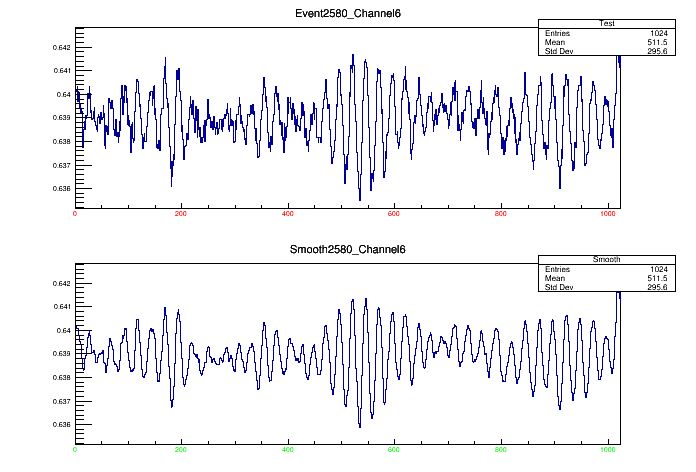 Event2580_Channel6
Test
Entries 1024
Mean 511.5
Std Dev 295.6
0.642
0.641
0.64
0.639
0.638
0.637
0.636
0 200 400 600 800 1000
Smooth2580_Channel6
Smooth
Entries 1024
Mean 511.5
Std Dev 295.6
0.642
0.641
0.64
0.639
0.638
0.637
0.636
0 200 400 600 800 1000